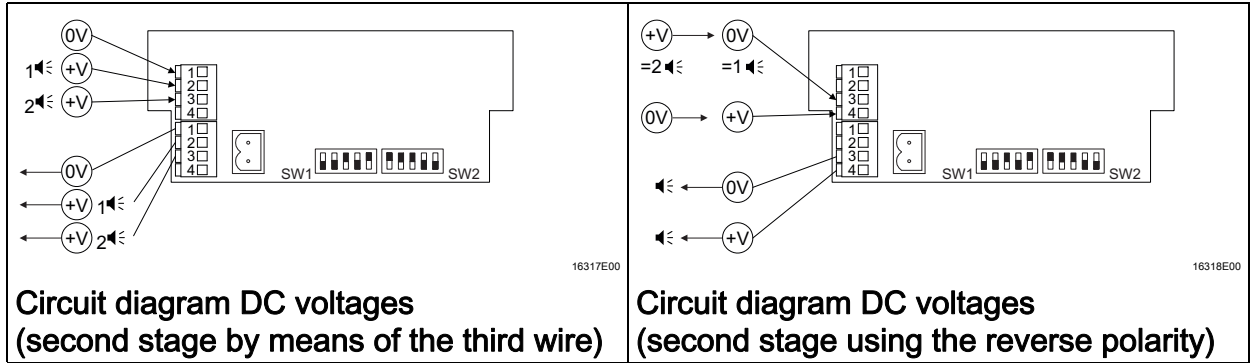 0V
1 +V
2 +V
1
2
3
4
1
2
3
4
SW1 SW2
0V
+V 1
+V 2
16317E00
Circuit diagram DC voltages
(second stage by means of the third wire)
+V 0V
=2 =1
0V +V
1
2
3
4
1
2
3
4
SW1 SW2
0V
+V
16318E00
Circuit diagram DC voltages
(second stage using the reverse polarity)